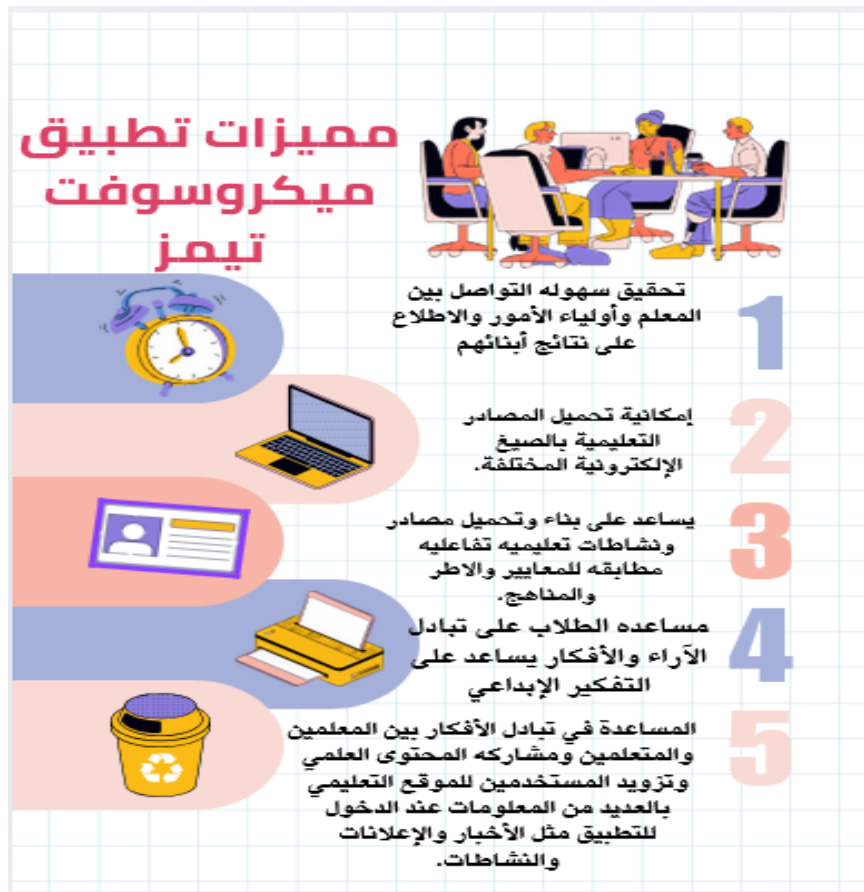 مميزات تطبيق
ميكروسوفت
تيمز
1
تحقيق سهوله التواصل بين
المعلم وأولياء الأمور والاطلاع
على نتائج أبنائهم
2
إمكانية تحميل المصادر
التعليمية بالصيغ
الإلكترونية المختلفة.
3
يساعد على بناء وتحميل مصادر
ونشاطات تعليميه تفاعليه
مطابقه للمعايير والاطر
والمناهج.
4
مساعده الطلاب على تبادل
الآراء والأفكار يساعد على
التفكير الإبداعي
5
المساعدة في تبادل الأفكار بين المعلمين
والمتعلمين ومشاركه المحتوى العلمي
وتزويد المستخدمين للموقع التعليمي
بالعديد من المعلومات عند الدخول
للتطبيق مثل الأخبار والإعلانات
والنشاطات.